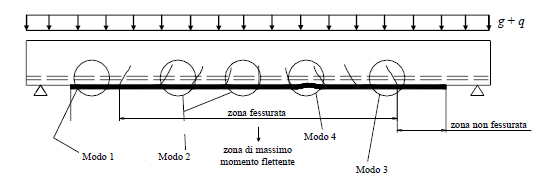 g + q
zona fessurata
zona non fessurata
Modo 4
zona di massimo
momento flettente
Modo 1
Modo 2
Modo 3